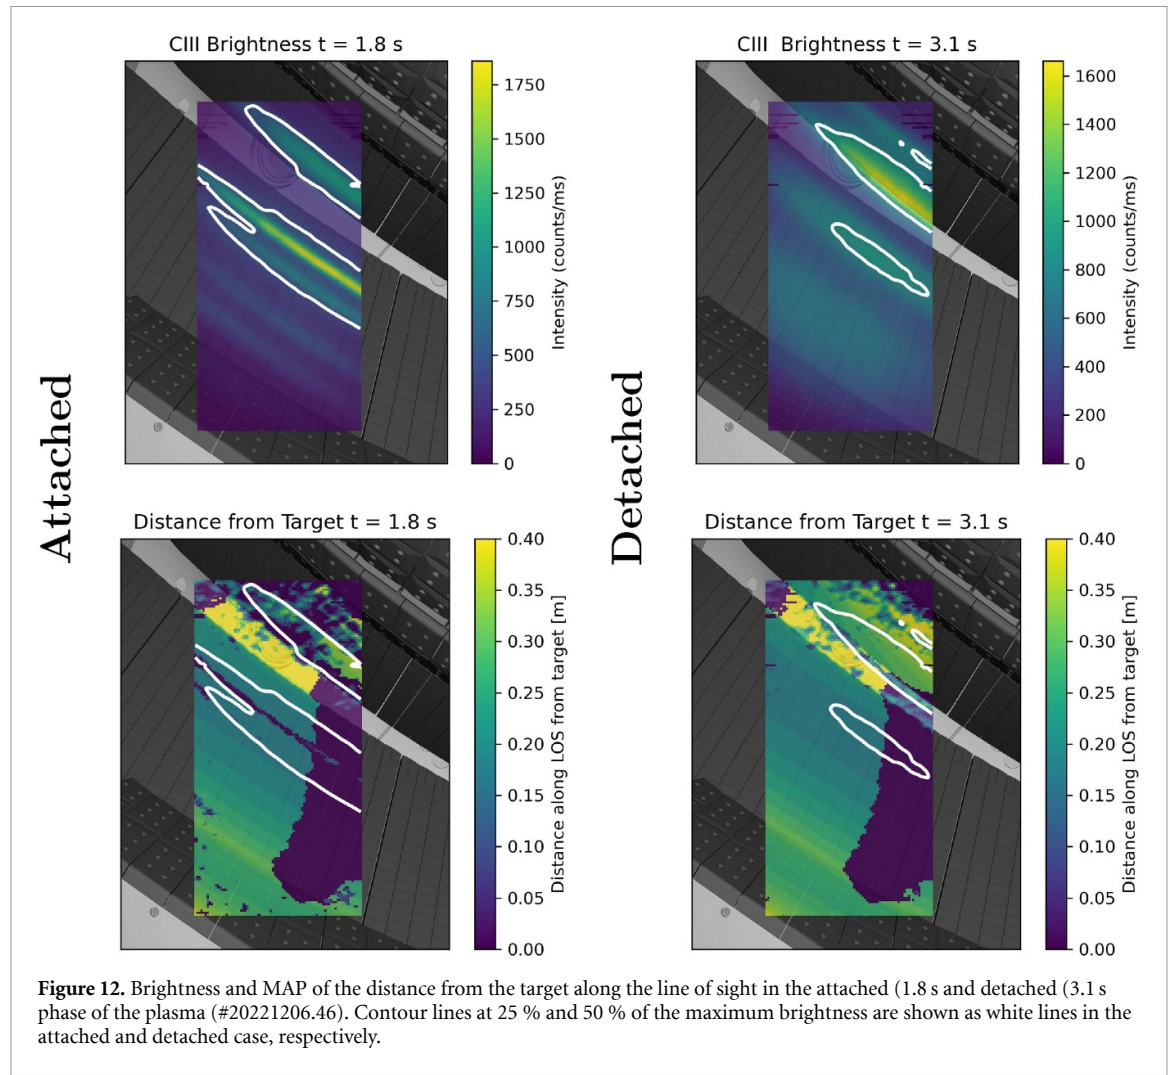 CIII Brightness t = 1.8 s
1750
1500
1250
1000
750
500
250
0
Intensity (counts/ms)
CIII  Brightness t = 3.1 s
1600
1400
1200
1000
800
600
400
200
0
Intensity (counts/ms)
Attached
Detached
Distance from Target t = 1.8 s
0.40
0.35
0.30
0.25
0.20
0.15
0.10
0.05
0.00
Distance along LOS from target [m]
Distance from Target t = 3.1 s
0.40
0.35
0.30
0.25
0.20
0.15
0.10
0.05
0.00
Distance along LOS from target [m]
Figure 12. Brightness and MAP of the distance from the target along the line of sight in the attached (1.8 s and detached (3.1 s
phase of the plasma (#20221206.46). Contour lines at 25 % and 50 % of the maximum brightness are shown as white lines in the
attached and detached case, respectively.